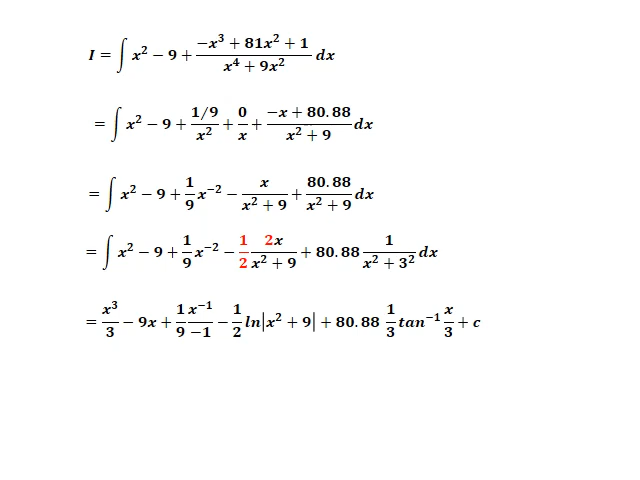 I = ∫ x² − 9 + (−x³ + 81x² + 1)/(x⁴ + 9x²) dx
= ∫ x² − 9 + (1/9)/x² + 0/x + (−x + 80.88)/(x² + 9) dx
= ∫ x² − 9 + 1/9 x⁻² − x/(x² + 9) + 80.88/(x² + 9) dx
= ∫ x² − 9 + 1/9 x⁻² − 1/2 2x/(x² + 9) + 80.88 1/(x² + 3²) dx
= x³/3 − 9x + 1/9 x⁻¹/−1 − 1/2 ln|x² + 9| + 80.88 1/3 tan⁻¹ x/3 + c